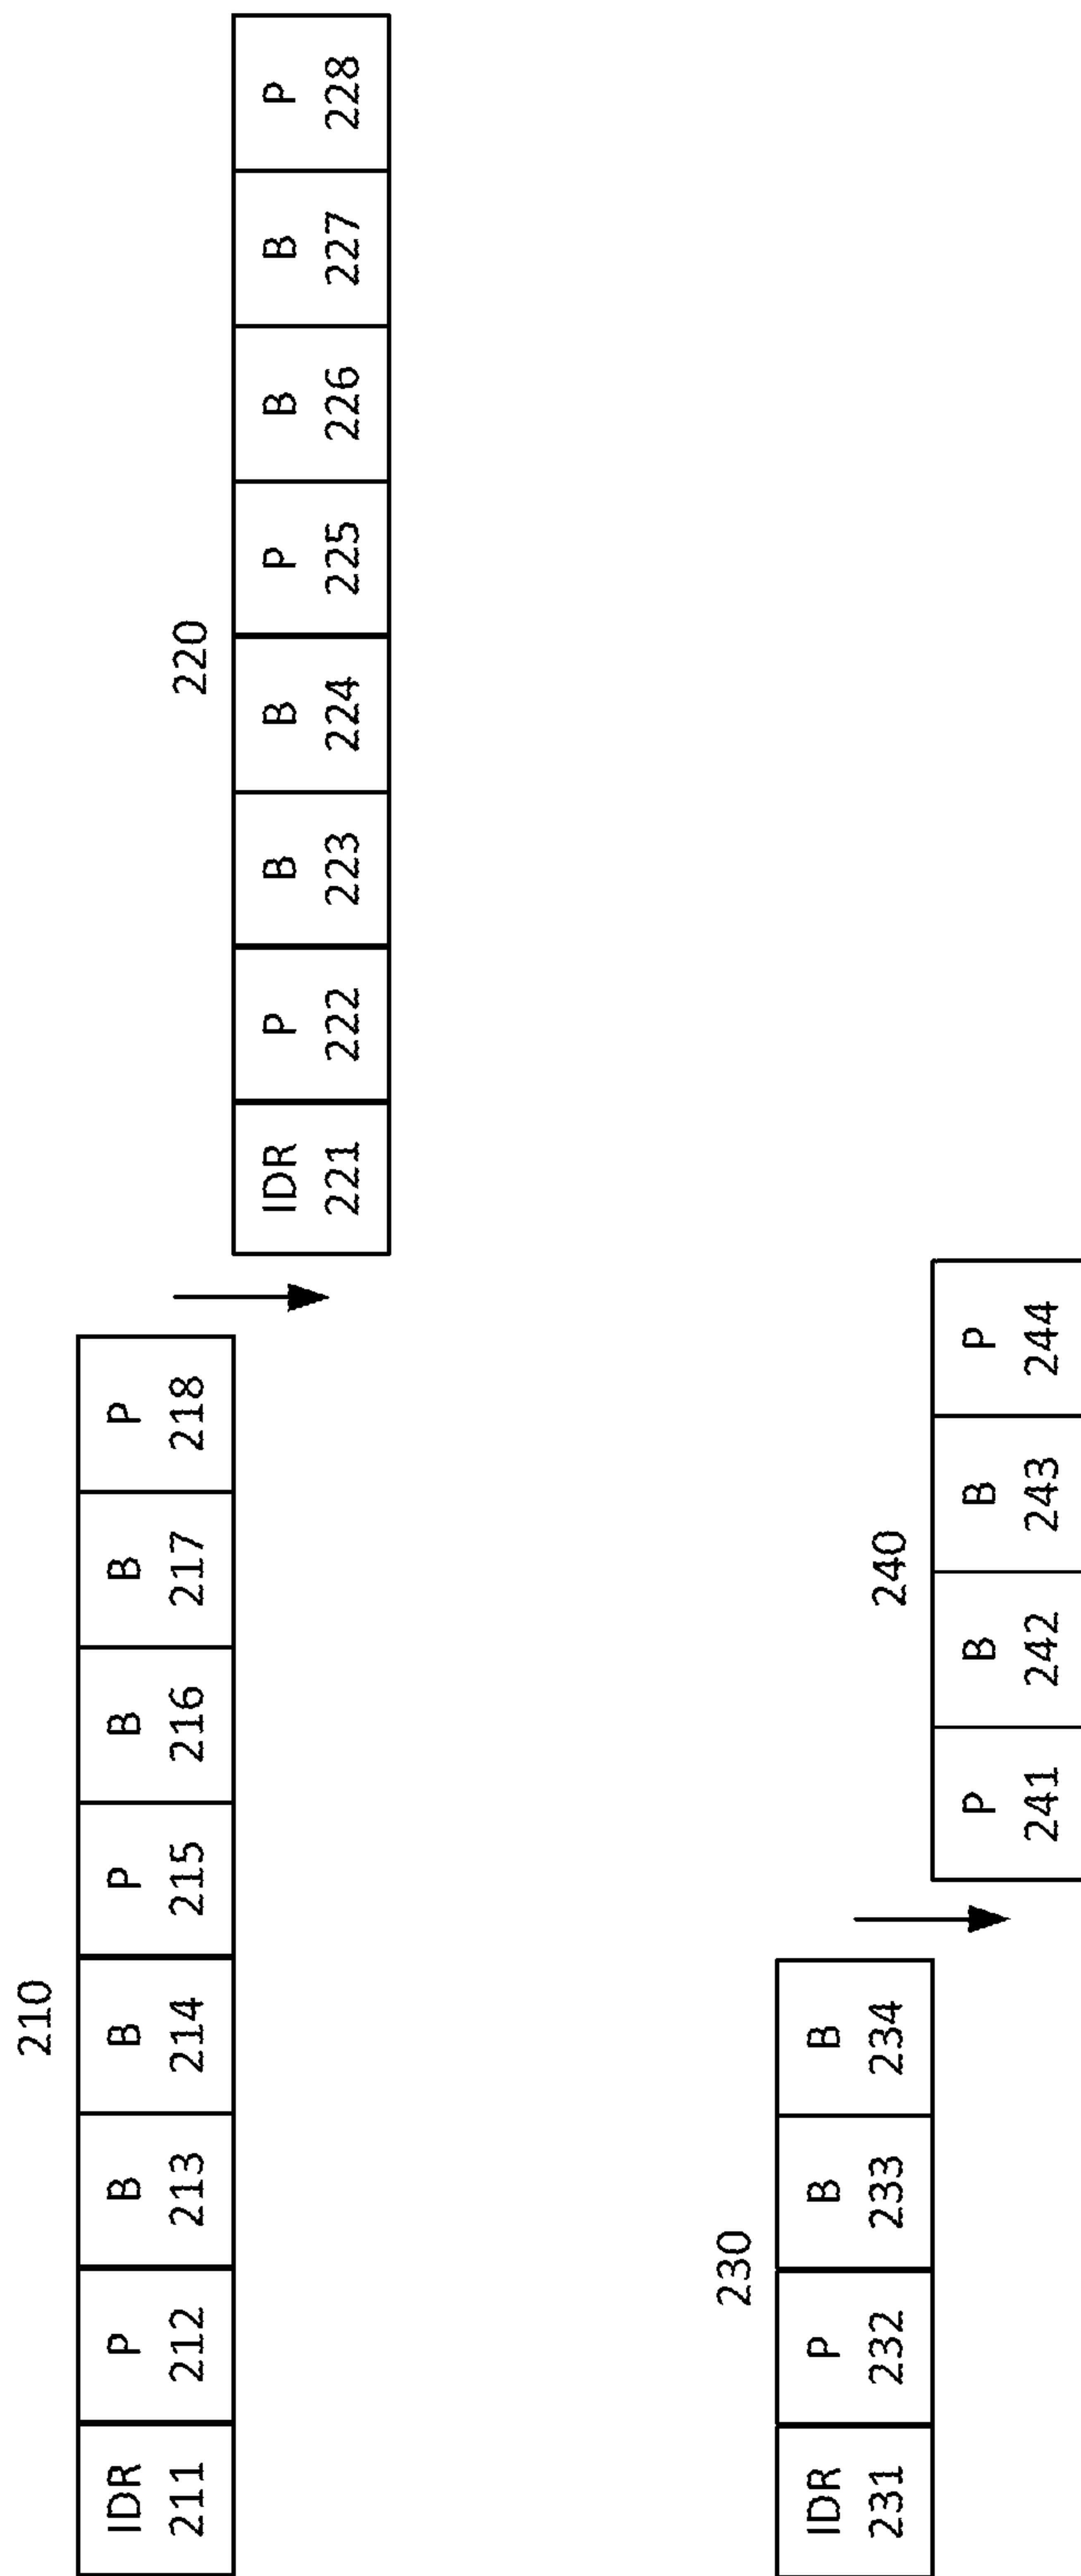 210
IDR P B B P B B P
211 212 213 214 215 216 217 218
220
IDR P B B P B B P
221 222 223 224 225 226 227 228
230
IDR P B B
231 232 233 234
240
P B B P
241 242 243 244